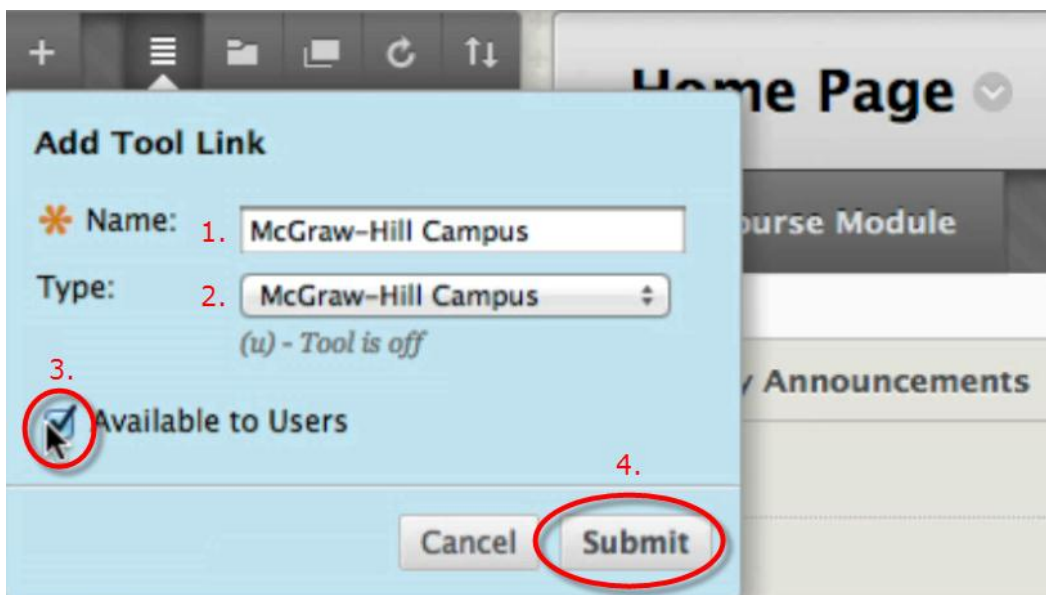 Home Page
Add Tool Link
Name: 1. McGraw-Hill Campus
Type: 2. McGraw-Hill Campus
(u) - Tool is off
3.
Available to Users
4.
Cancel Submit
Module
Announcements